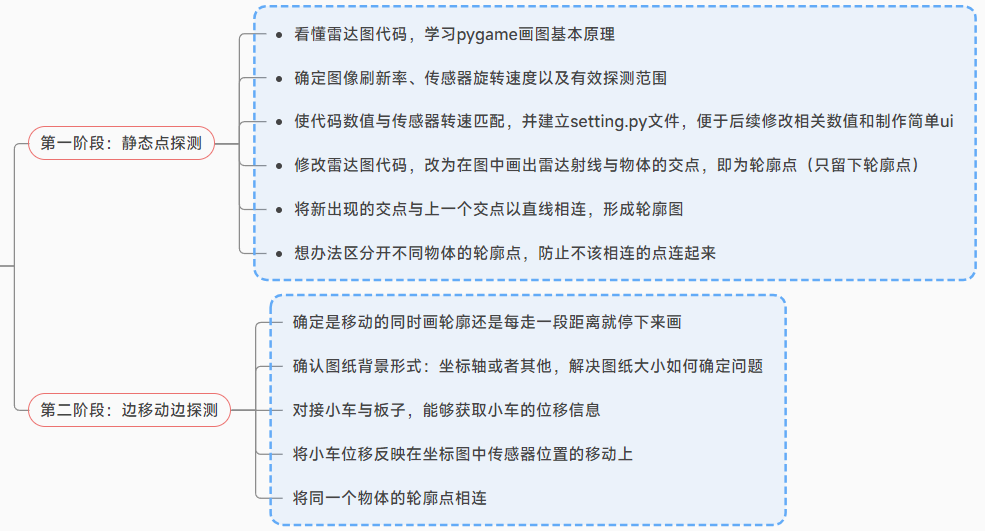 第一阶段：静态点探测
看懂雷达图代码，学习pygame画图基本原理
确定图像刷新率、传感器旋转速度以及有效探测范围
使代码数值与传感器转速匹配，并建立setting.py文件，便于后续修改相关数值和制作简单ui
修改雷达图代码，改为在图中画出雷达射线与物体的交点，即为轮廓点（只留下轮廓点）
将新出现的交点与上一个交点以直线相连，形成轮廓图
想办法区分开不同物体的轮廓点，防止不该相连的点连起来
第二阶段：边移动边探测
确定是移动的同时画轮廓还是每走一段距离就停下来画
确认图纸背景形式：坐标轴或者其他，解决图纸大小如何确定问题
对接小车与板子，能够获取小车的位移信息
将小车位移反映在坐标图中传感器位置的移动上
将同一个物体的轮廓点相连